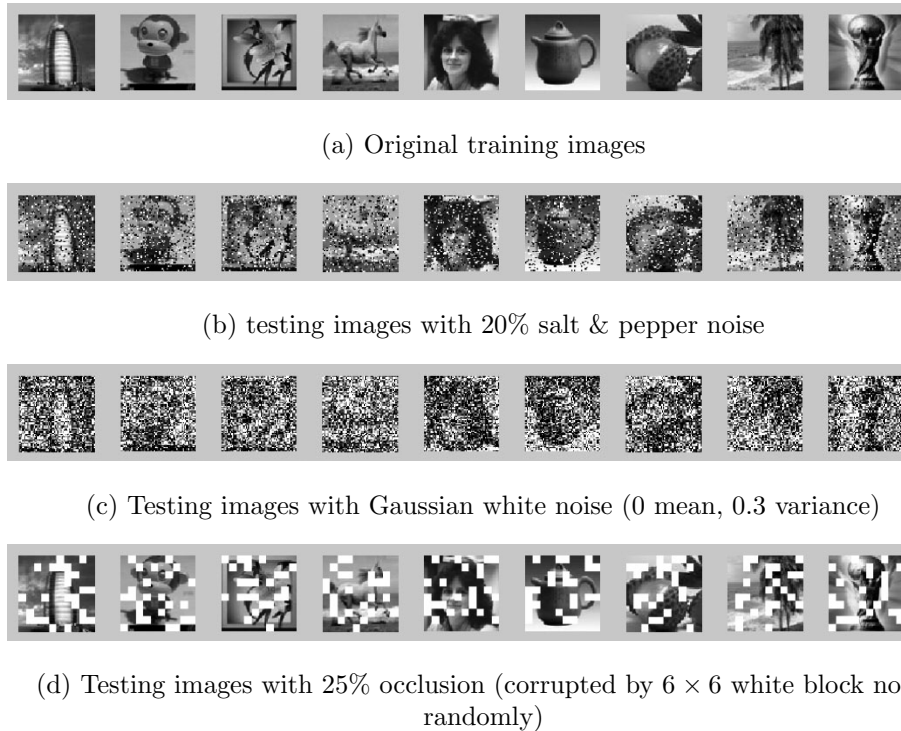 (a) Original training images
(b) testing images with 20% salt & pepper noise
(c) Testing images with Gaussian white noise (0 mean, 0.3 variance)
(d) Testing images with 25% occlusion (corrupted by 6 × 6 white block no
randomly)